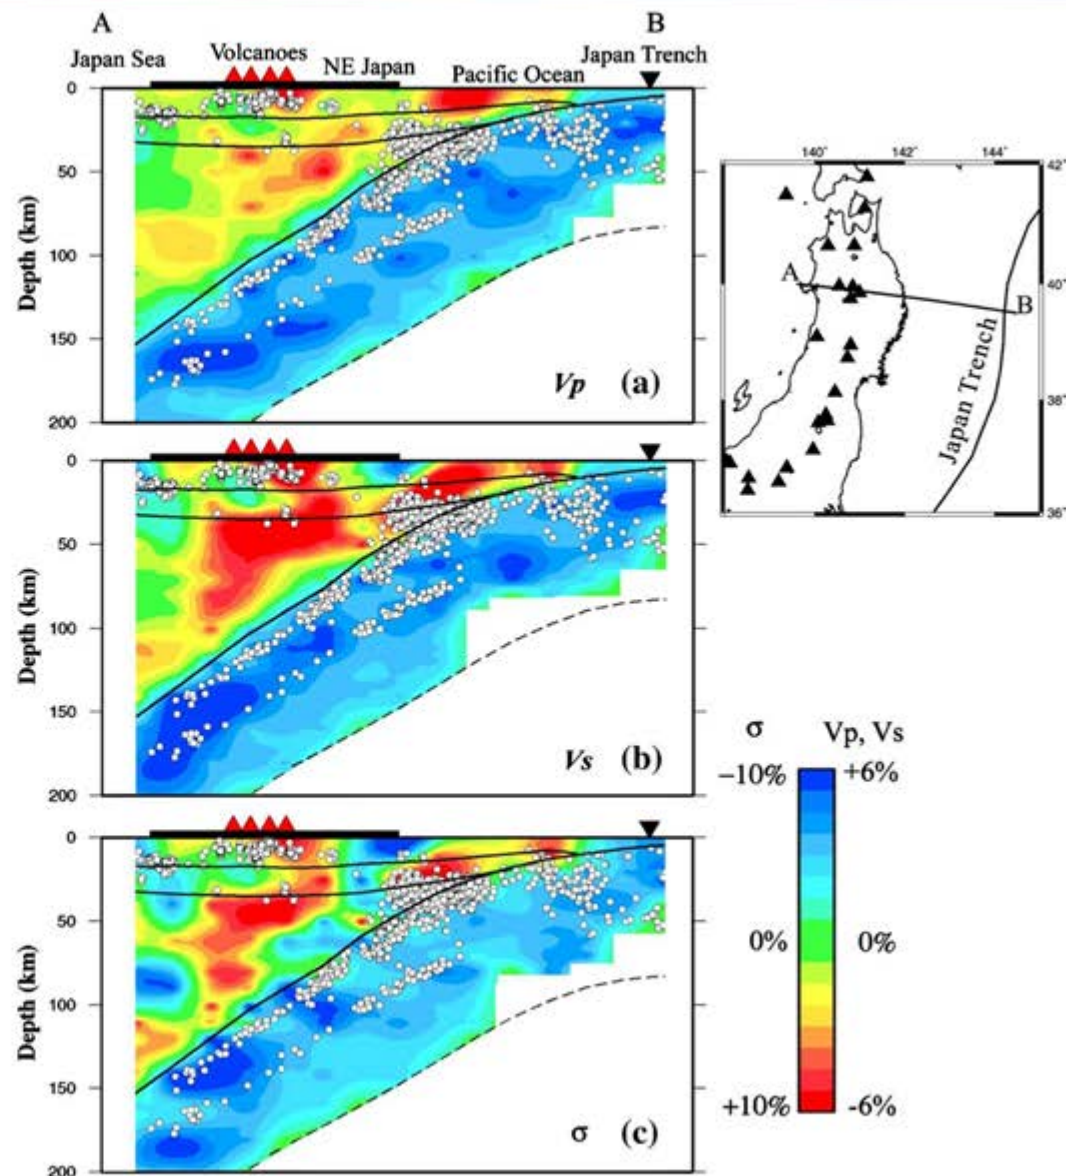 A
B
Japan Sea
Volcanoes
NE Japan
Pacific Ocean
Japan Trench
0
50
100
150
200
Depth (km)
Vp (a)
0
50
100
150
200
Depth (km)
Vs (b)
0
50
100
150
200
Depth (km)
σ (c)
140°
142°
144°
42°
40°
38°
36°
A
B
Japan Trench
σ
Vp, Vs
−10%
+6%
0%
0%
+10%
-6%